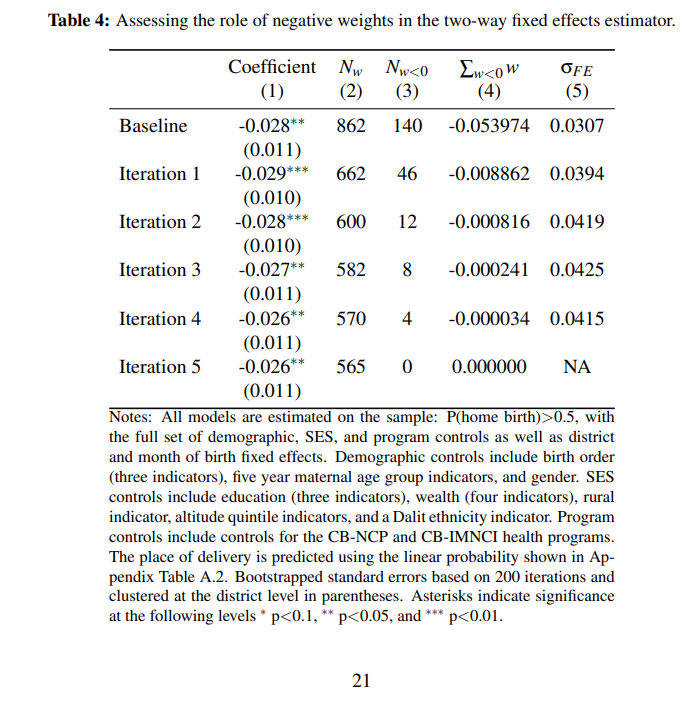 Table 4: Assessing the role of negative weights in the two-way fixed effects estimator.
Coefficient N_w N_{w<0} ∑_{w<0} w σ_{FE}
(1) (2) (3) (4) (5)
Baseline -0.028** 862 140 -0.053974 0.0307
(0.011)
Iteration 1 -0.029*** 662 46 -0.008862 0.0394
(0.010)
Iteration 2 -0.028*** 600 12 -0.000816 0.0419
(0.010)
Iteration 3 -0.027** 582 8 -0.000241 0.0425
(0.011)
Iteration 4 -0.026** 570 4 -0.000034 0.0415
(0.011)
Iteration 5 -0.026** 565 0 0.000000 NA
(0.011)
Notes: All models are estimated on the sample: P(home birth)>0.5, with
the full set of demographic, SES, and program controls as well as district
and month of birth fixed effects. Demographic controls include birth order
(three indicators), five year maternal age group indicators, and gender. SES
controls include education (three indicators), wealth (four indicators), rural
indicator, altitude quintile indicators, and a Dalit ethnicity indicator. Program
controls include controls for the CB-NCP and CB-IMNCI health programs.
The place of delivery is predicted using the linear probability shown in Ap-
pendix Table A.2. Bootstrapped standard errors based on 200 iterations and
clustered at the district level in parentheses. Asterisks indicate significance
at the following levels * p<0.1, ** p<0.05, and *** p<0.01.
21